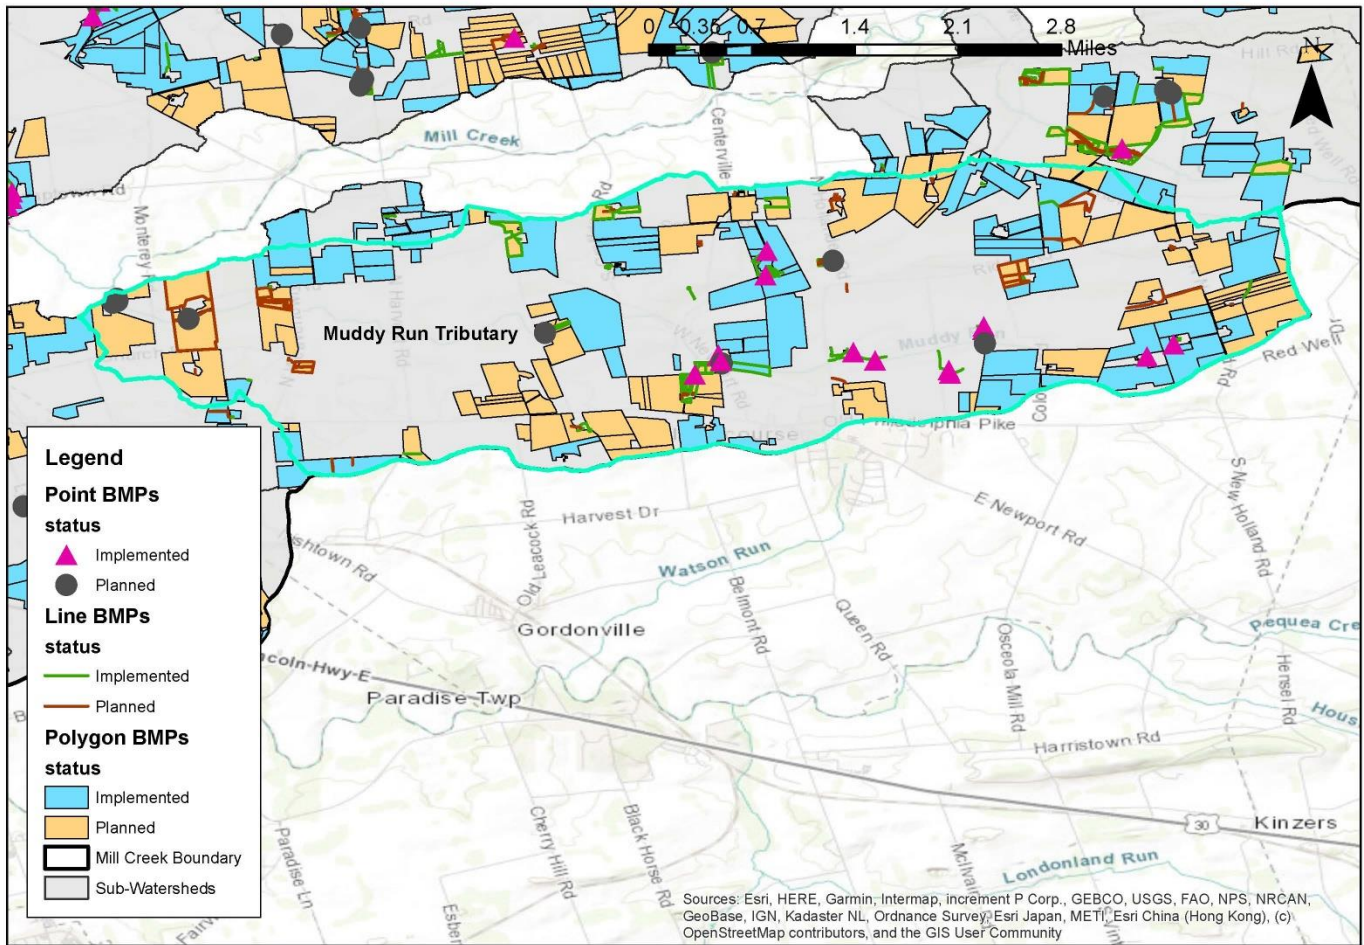 0 0.35 0.7 1.4 2.1 2.8
Miles
N
Hill Rd
Mill Creek
Centerville
Rd
Muddy Run Tributary
Red Well
Philadelphia Pike
Legend
Point BMPs
status
Implemented
Planned
Line BMPs
status
Implemented
Planned
Polygon BMPs
status
Implemented
Planned
Mill Creek Boundary
Sub-Watersheds
Harvest Dr
Old Leacock Rd
Watson Run
Belmont Rd
Queen Rd
E Newport Rd
S New Holland Rd
Gordonville
Osceola Mill Rd
Pequea Cre
Hensel Rd
Hous
ncoln-Hwy-E
Paradise Twp
Harristown Rd
30
Kinzers
Paradise Ln
Cherry Hill Rd
Black Horse Rd
Londonland Run
Sources: Esri, HERE, Garmin, Intermap, increment P Corp., GEBCO, USGS, FAO, NPS, NRCAN,
GeoBase, IGN, Kadaster NL, Ordnance Survey, Esri Japan, METI, Esri China (Hong Kong), (c)
OpenStreetMap contributors, and the GIS User Community